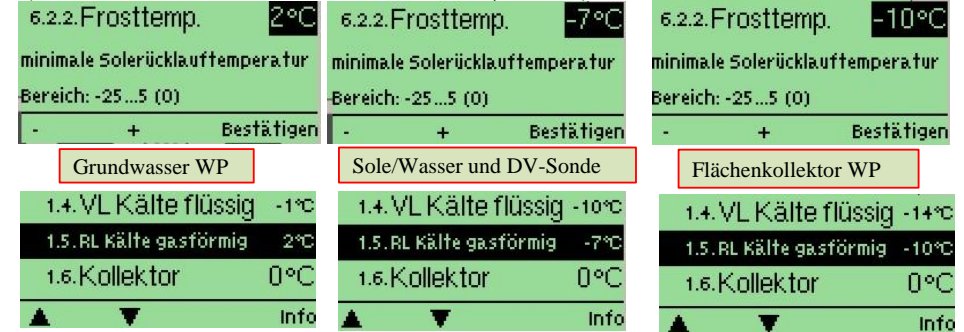 6.2.2.Frosttemp. 2°C
minimale Solerücklauftemperatur
Bereich: -25...5 (0)
- + Bestätigen
6.2.2.Frosttemp. -7°C
minimale Solerücklauftemperatur
Bereich: -25...5 (0)
- + Bestätigen
6.2.2.Frosttemp. -10°C
minimale Solerücklauftemperatur
Bereich: -25...5 (0)
- + Bestätigen
Grundwasser WP
Sole/Wasser und DV-Sonde
Flächenkollektor WP
1.4.VL Kälte flüssig -1°C
1.5.RL Kälte gasförmig 2°C
1.6.Kollektor 0°C
Info
1.4.VL Kälte flüssig -10°C
1.5.RL Kälte gasförmig -7°C
1.6.Kollektor 0°C
Info
1.4.VL Kälte flüssig -14°C
1.5.RL Kälte gasförmig -10°C
1.6.Kollektor 0°C
Info